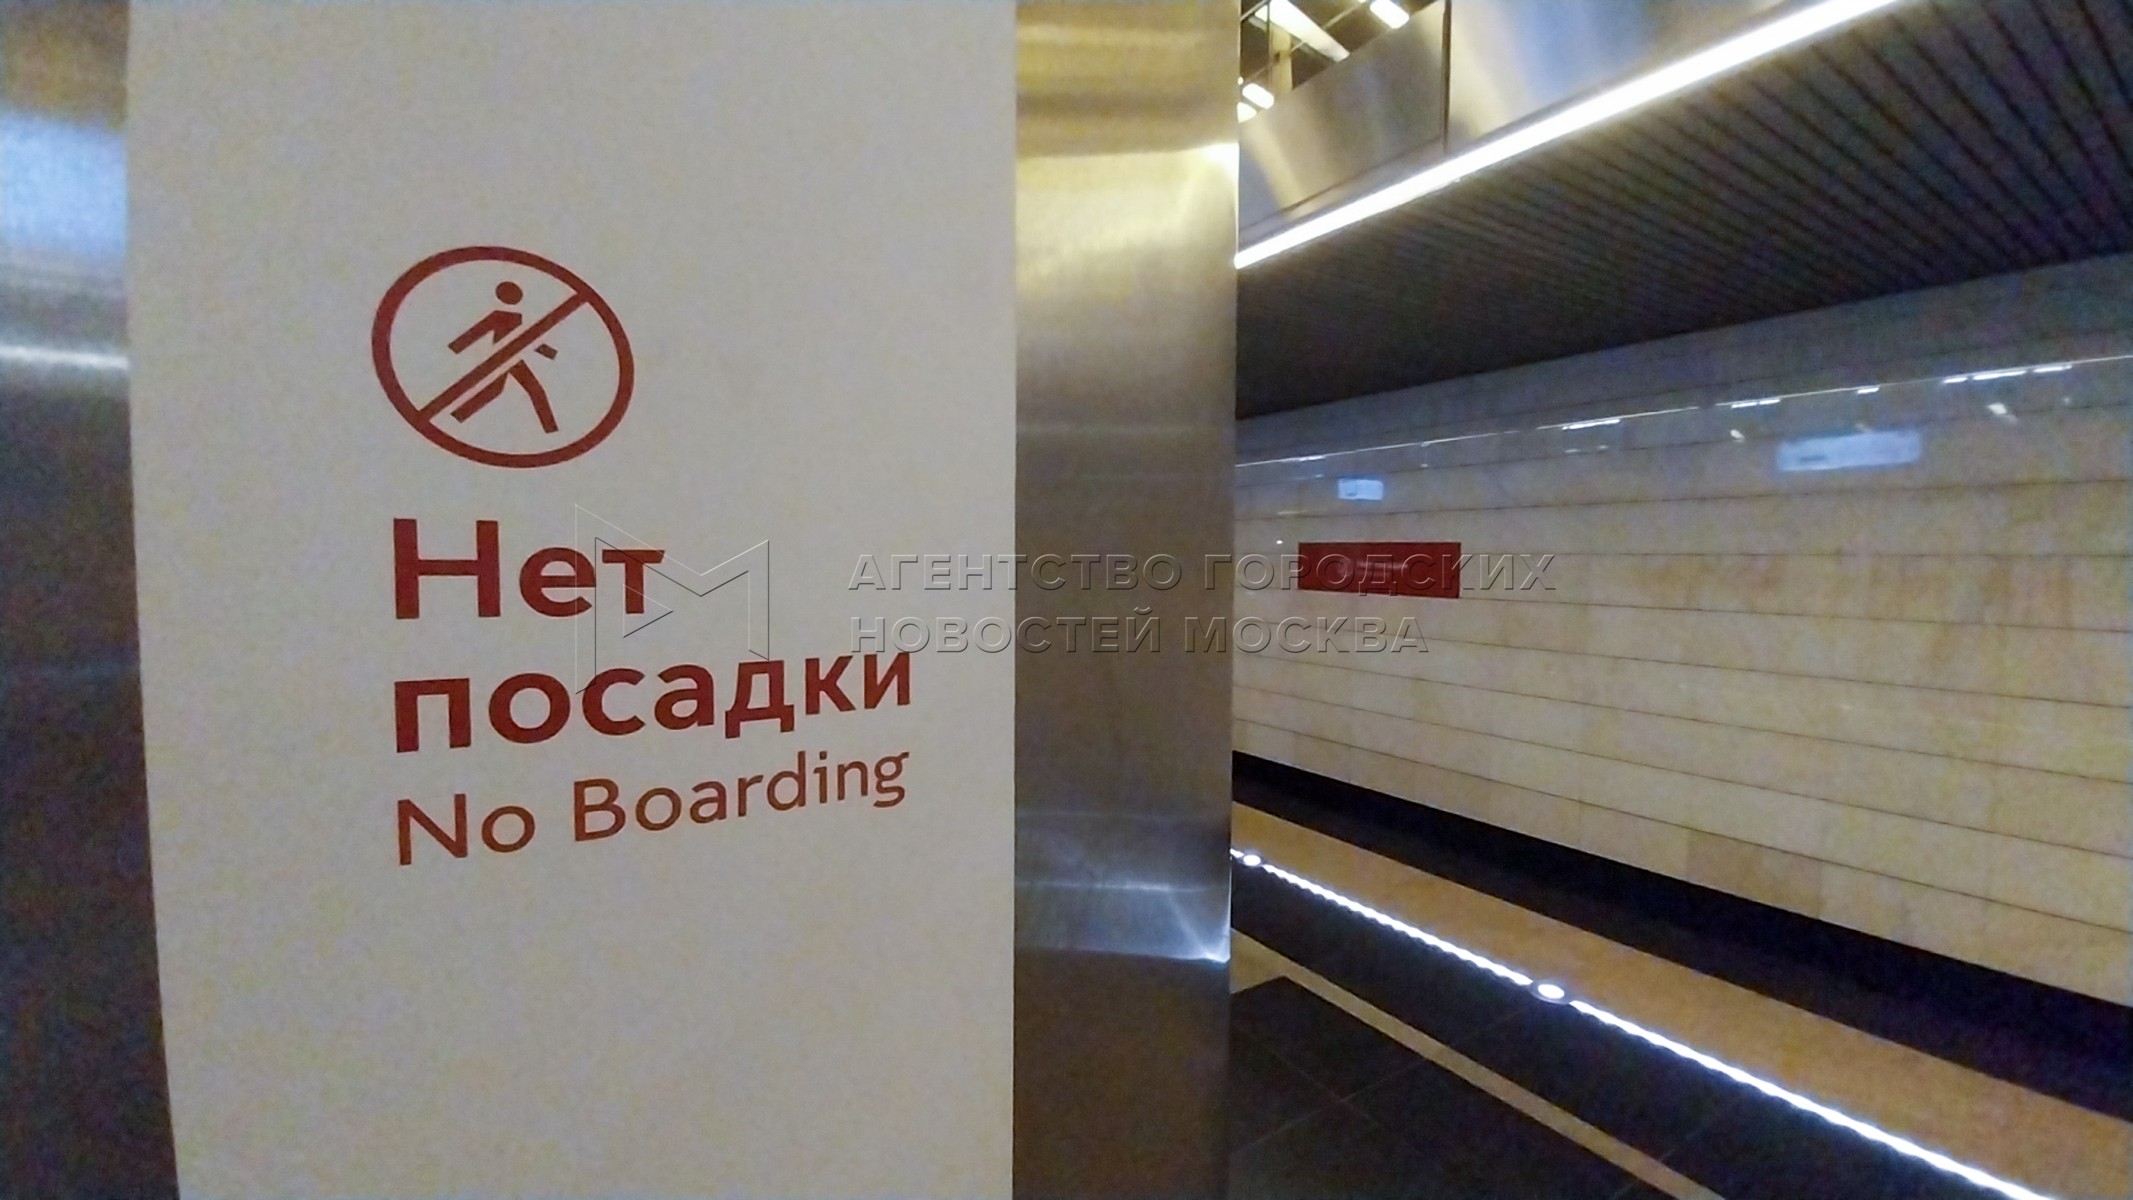 Нет
посадки
No Boarding
АГЕНТСТВО ГОРОДСКИХ
НОВОСТЕЙ МОСКВА